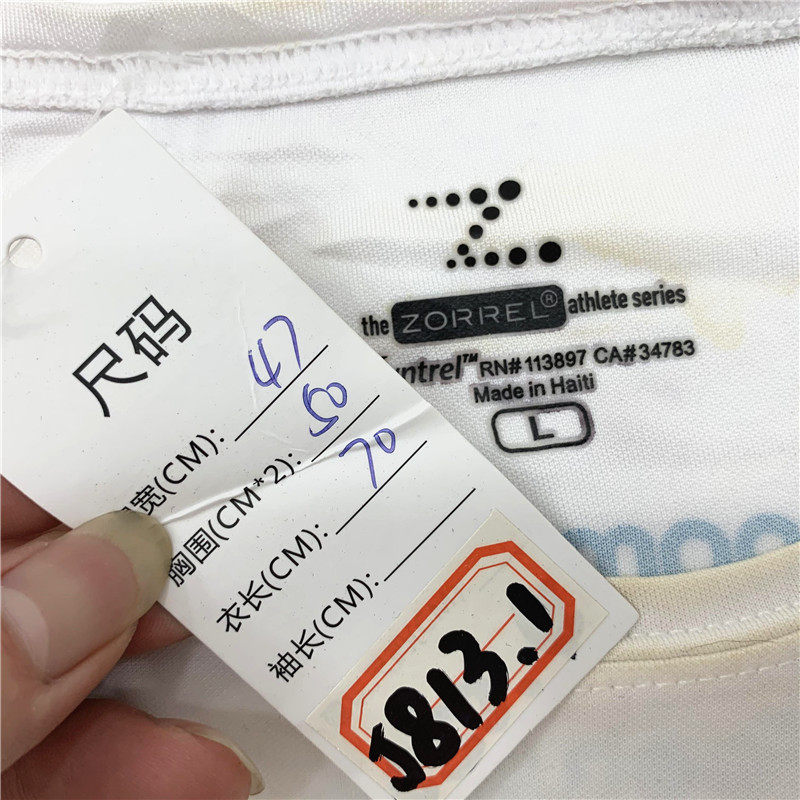 尺码
宽(CM): 47
胸围(CM*2): 50
衣长(CM): 70
袖长(CM):
J813.1
the ZORREL® athlete series
RN# 113897 CA# 34783
Made in Haiti
L